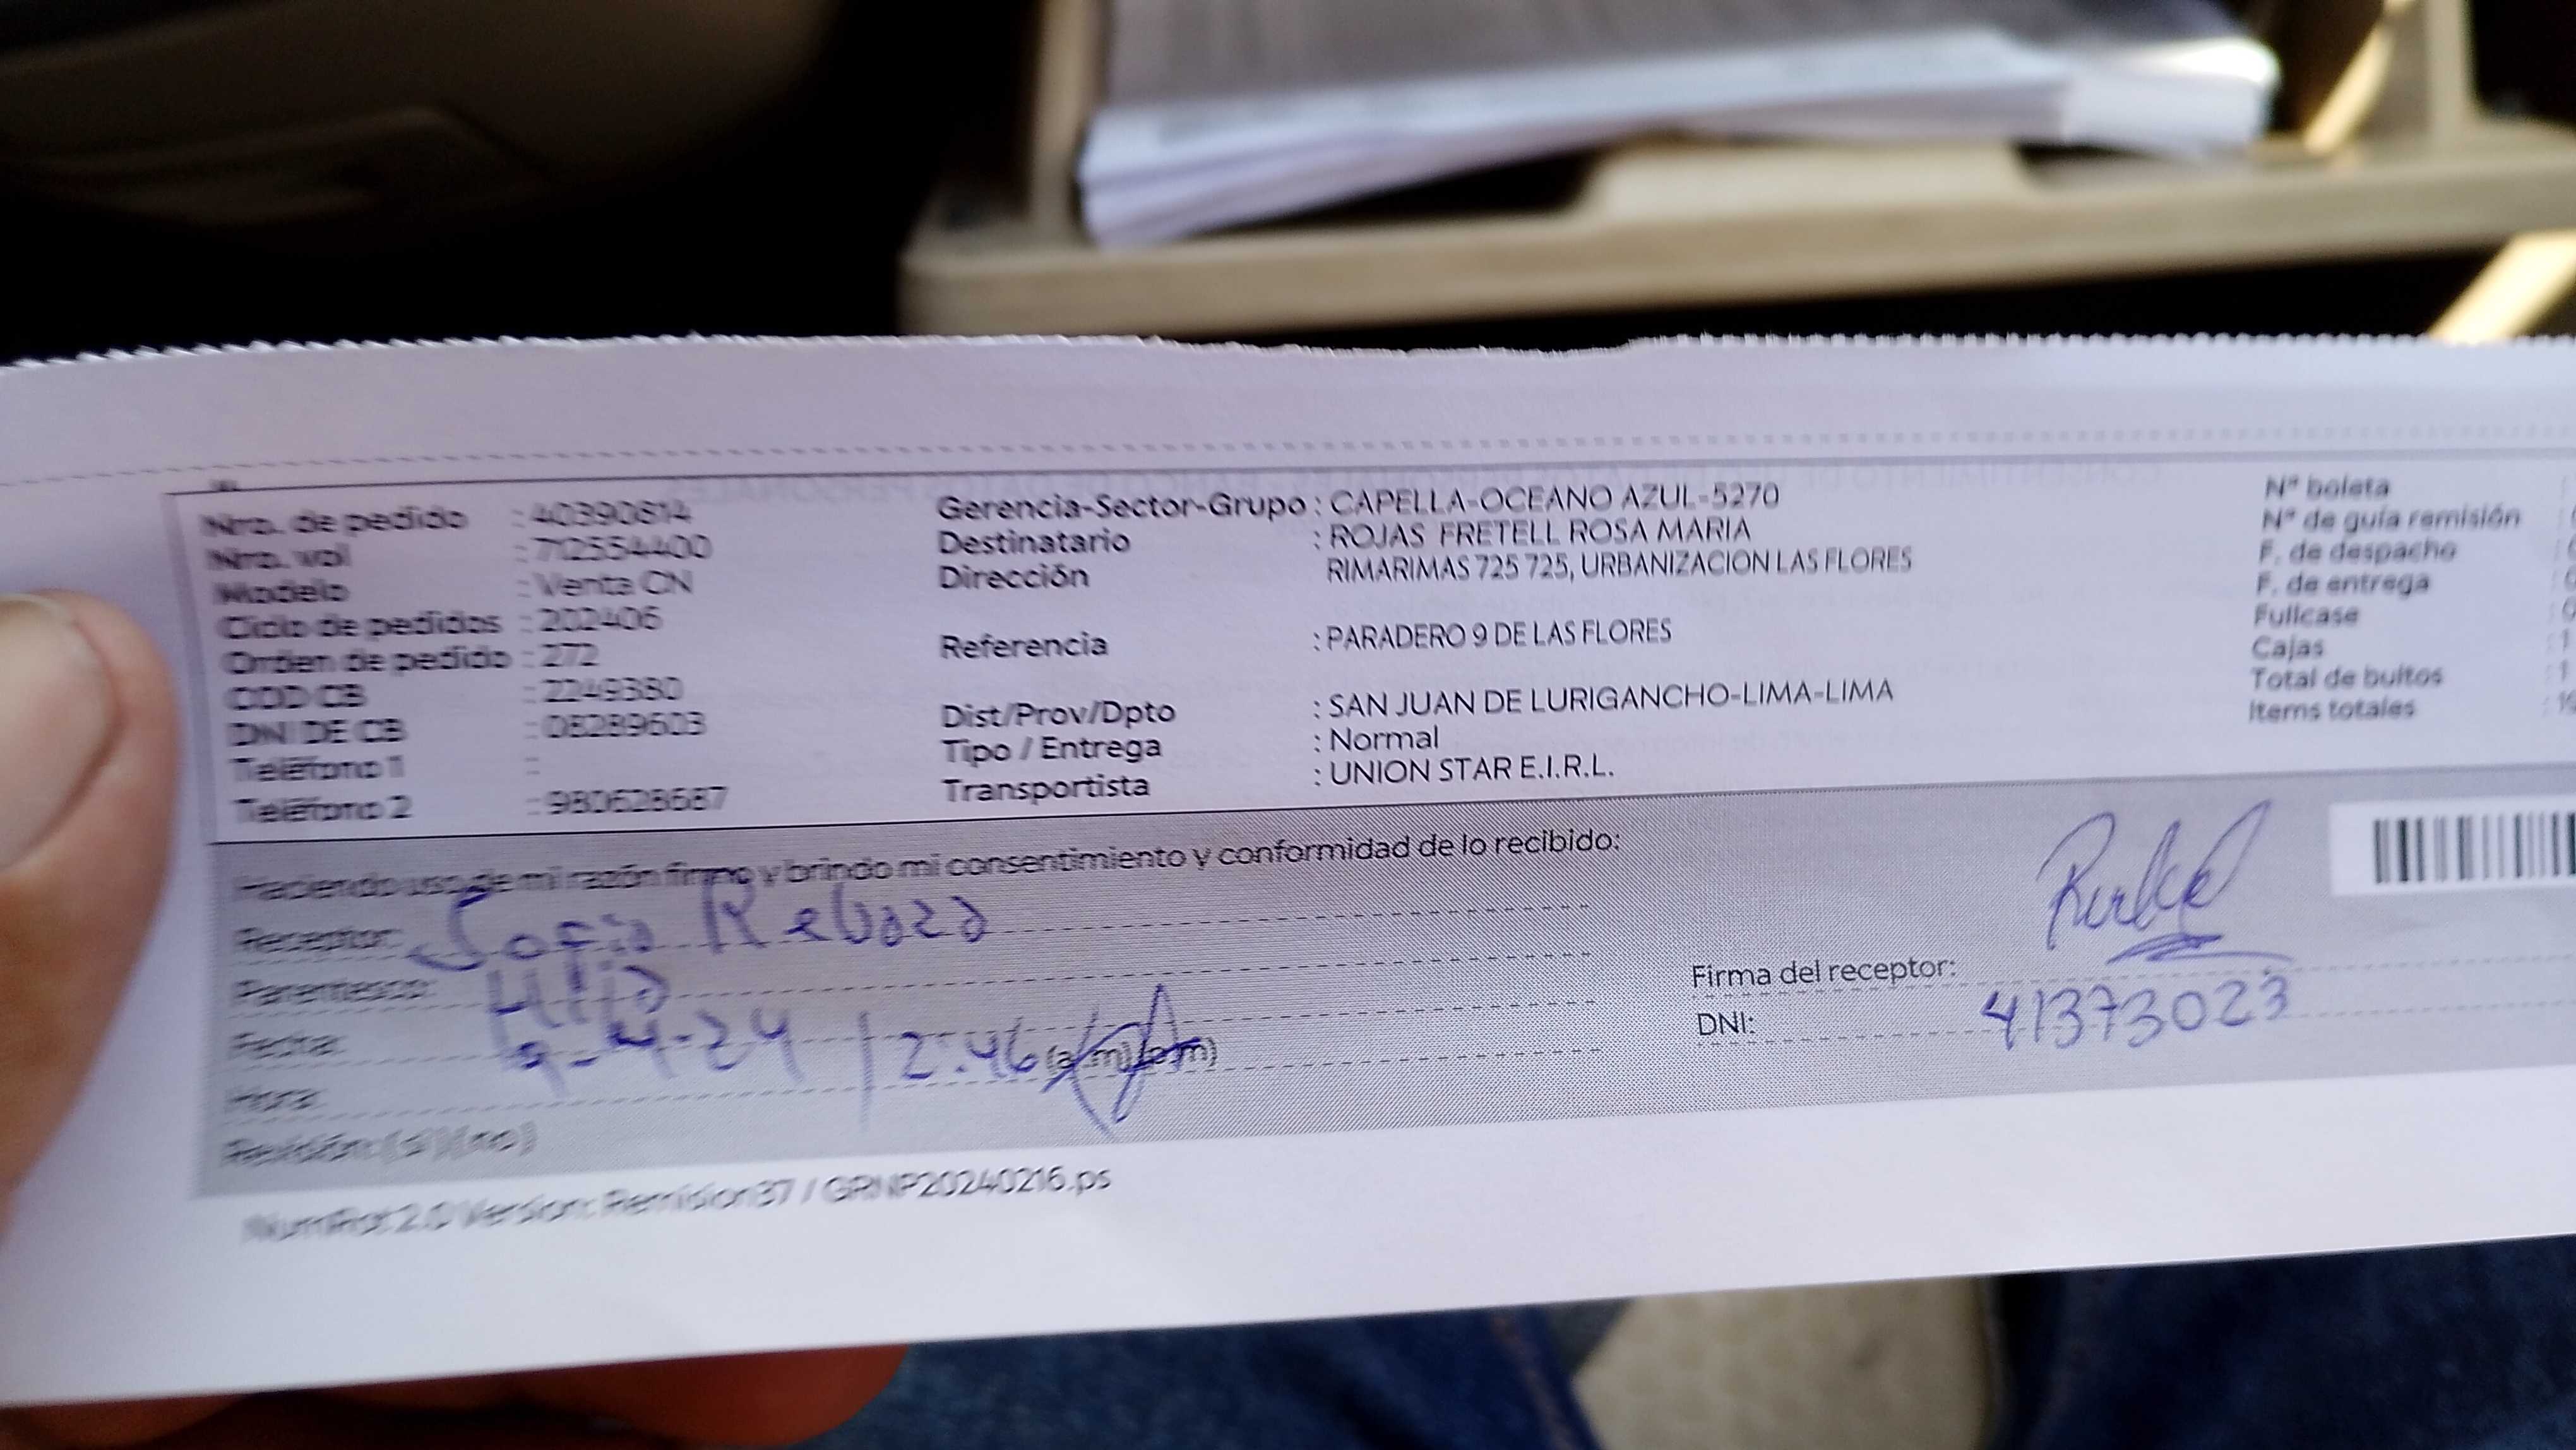 Nro. de pedido : 40390814
Nro. vol : 712554400
Modelo : Venta CN
Ciclo de pedidos : 202406
Orden de pedido : 272
COD CB : 2249380
DNI DE CB : 08289603
Teléfono 1 :
Teléfono 2 : 980628687
Gerencia-Sector-Grupo : CAPELLA-OCEANO AZUL-5270
Destinatario : ROJAS FRETELL ROSA MARIA
Dirección RIMARIMAS 725 725, URBANIZACION LAS FLORES
Referencia : PARADERO 9 DE LAS FLORES
Dist/Prov/Dpto : SAN JUAN DE LURIGANCHO-LIMA-LIMA
Tipo / Entrega : Normal
Transportista : UNION STAR E.I.R.L.
N° boleta :
N° de guía remisión :
F. de despacho :
F. de entrega :
Fullcase :
Cajas : 1
Total de bultos : 1
Items totales :
Haciendo uso de mi razón firmo y brindo mi consentimiento y conformidad de lo recibido:
Receptor: Sofia Rebaza
Parentesco: Hija
Fecha: 9-4-24 12:46 (a.m) (p.m)
Hora:
Revisión: (si) (no)
Firma del receptor:
DNI: 41373023
NumRot 2.0 Version: Remision37 / GRNP20240216.ps